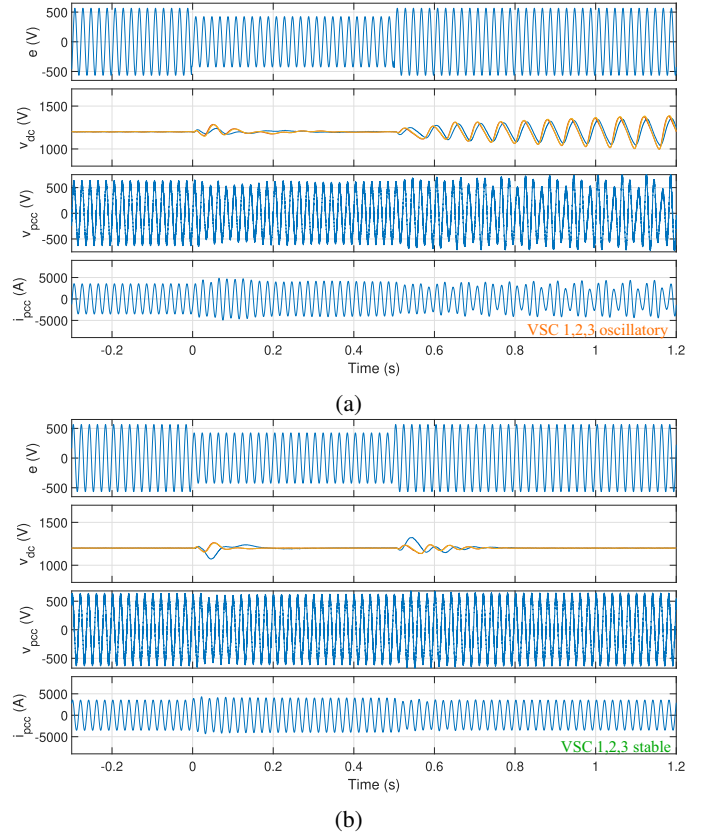 500
0
-500
e (V)
1500
1000
v_dc (V)
500
0
-500
v_pcc (V)
5000
0
-5000
i_pcc (A)
VSC 1,2,3 oscillatory
-0.2 0 0.2 0.4 0.6 0.8 1 1.2
Time (s)
(a)
500
0
-500
e (V)
1500
1000
v_dc (V)
500
0
-500
v_pcc (V)
5000
0
-5000
i_pcc (A)
VSC 1,2,3 stable
-0.2 0 0.2 0.4 0.6 0.8 1 1.2
Time (s)
(b)